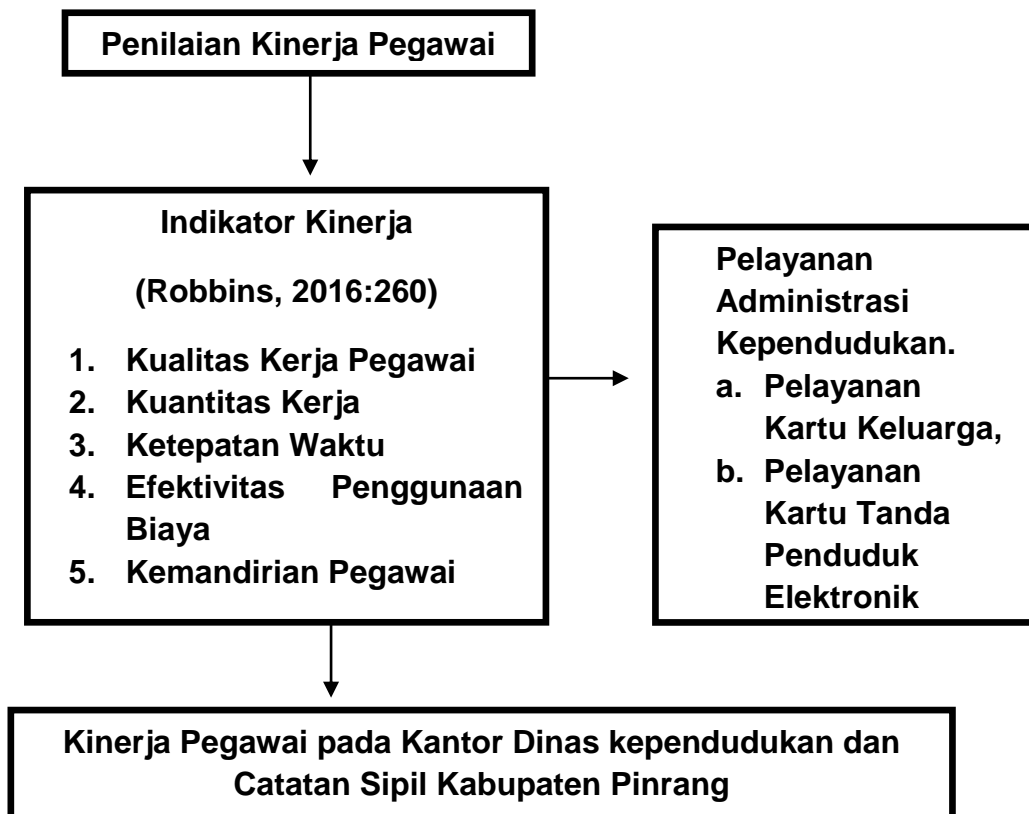 Penilaian Kinerja Pegawai
Indikator Kinerja
(Robbins, 2016:260)
1. Kualitas Kerja Pegawai
2. Kuantitas Kerja
3. Ketepatan Waktu
4. Efektivitas Penggunaan
Biaya
5. Kemandirian Pegawai
Pelayanan
Administrasi
Kependudukan.
a. Pelayanan
Kartu Keluarga,
b. Pelayanan
Kartu Tanda
Penduduk
Elektronik
Kinerja Pegawai pada Kantor Dinas kependudukan dan
Catatan Sipil Kabupaten Pinrang